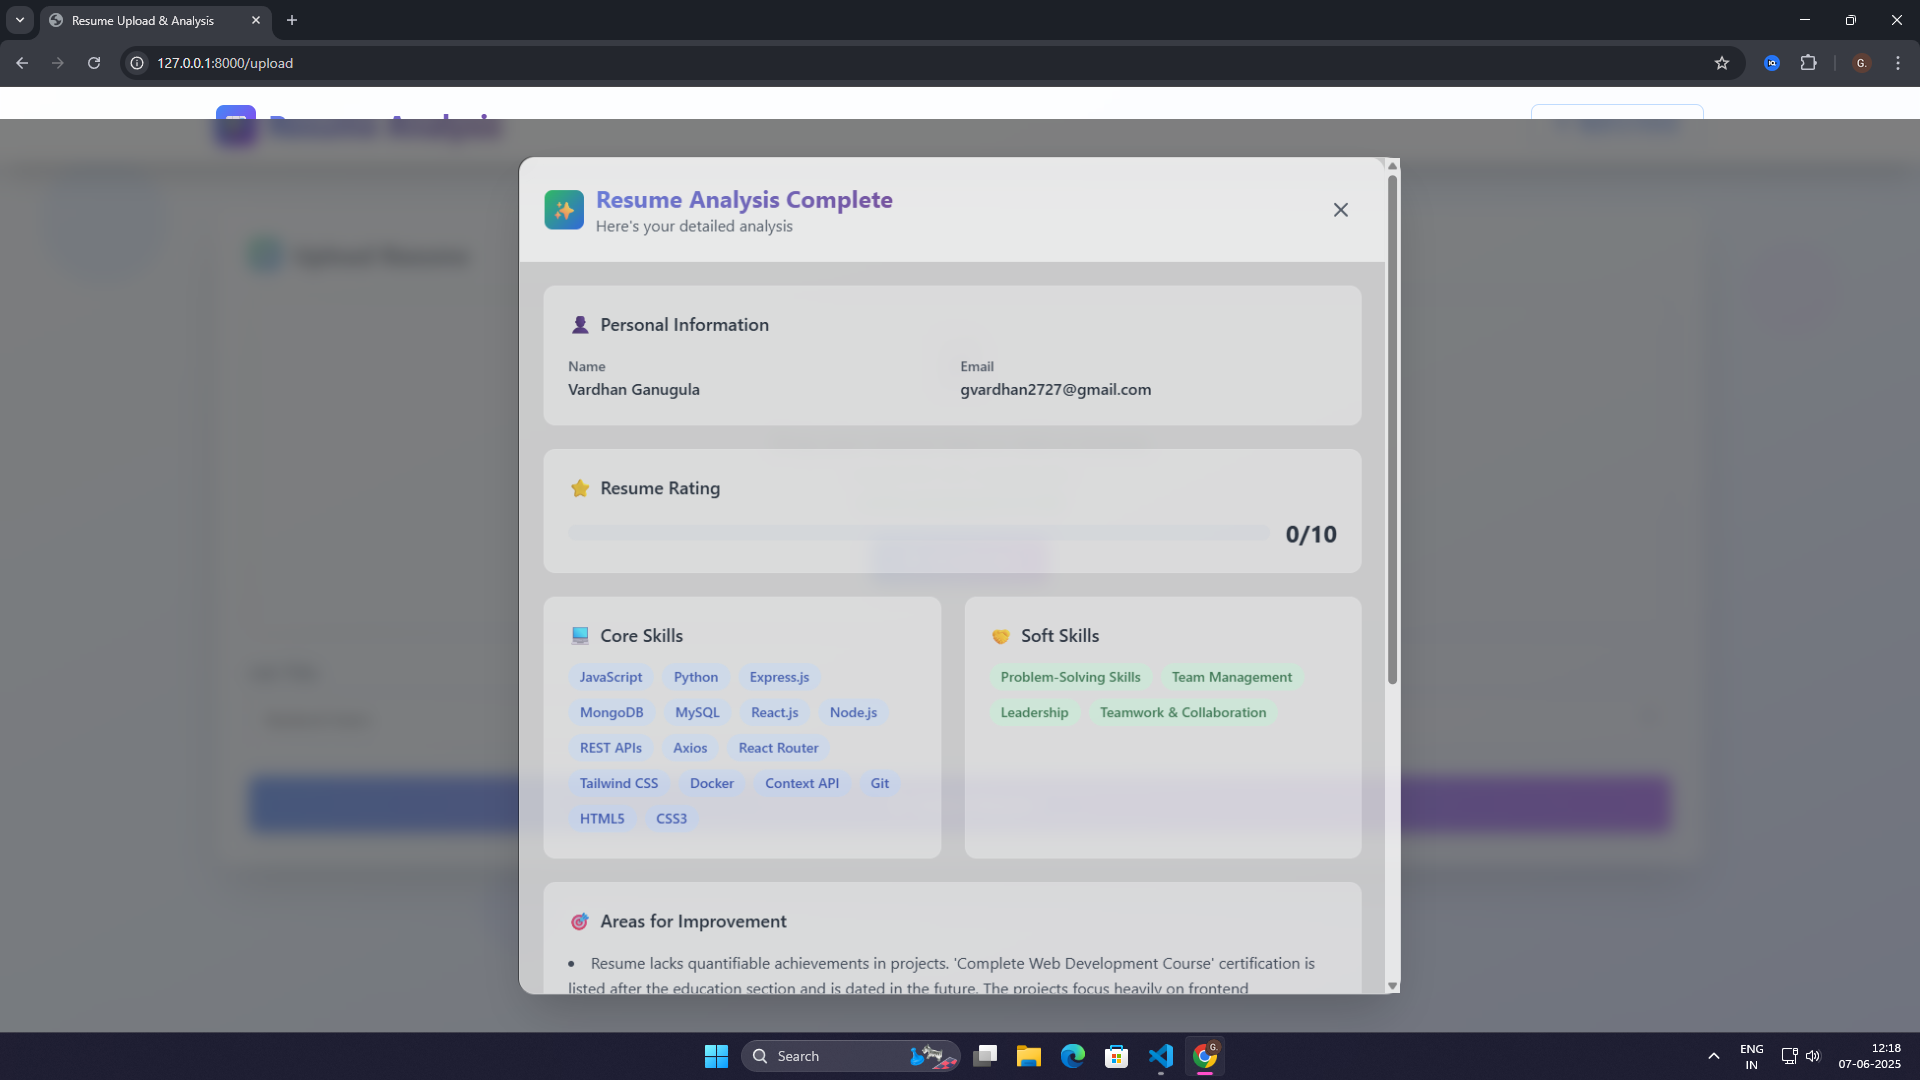 Resume Upload & Analysis
127.0.0.1:8000/upload
G.
Resume Analysis
Resume Analysis Complete
Here's your detailed analysis
Upload Resume
Personal Information
Name
Email
Vardhan Ganugula
gvardhan2727@gmail.com
Resume Rating
0/10
Core Skills
JavaScript Python Express.js
MongoDB MySQL React.js Node.js
REST APIs Axios React Router
Tailwind CSS Docker Context API Git
HTML5 CSS3
Soft Skills
Problem-Solving Skills Team Management
Leadership Teamwork & Collaboration
Areas for Improvement
• Resume lacks quantifiable achievements in projects. 'Complete Web Development Course' certification is
listed after the education section and is dated in the future. The projects focus heavily on frontend
Search
G.
ENG
IN
12:18
07-06-2025